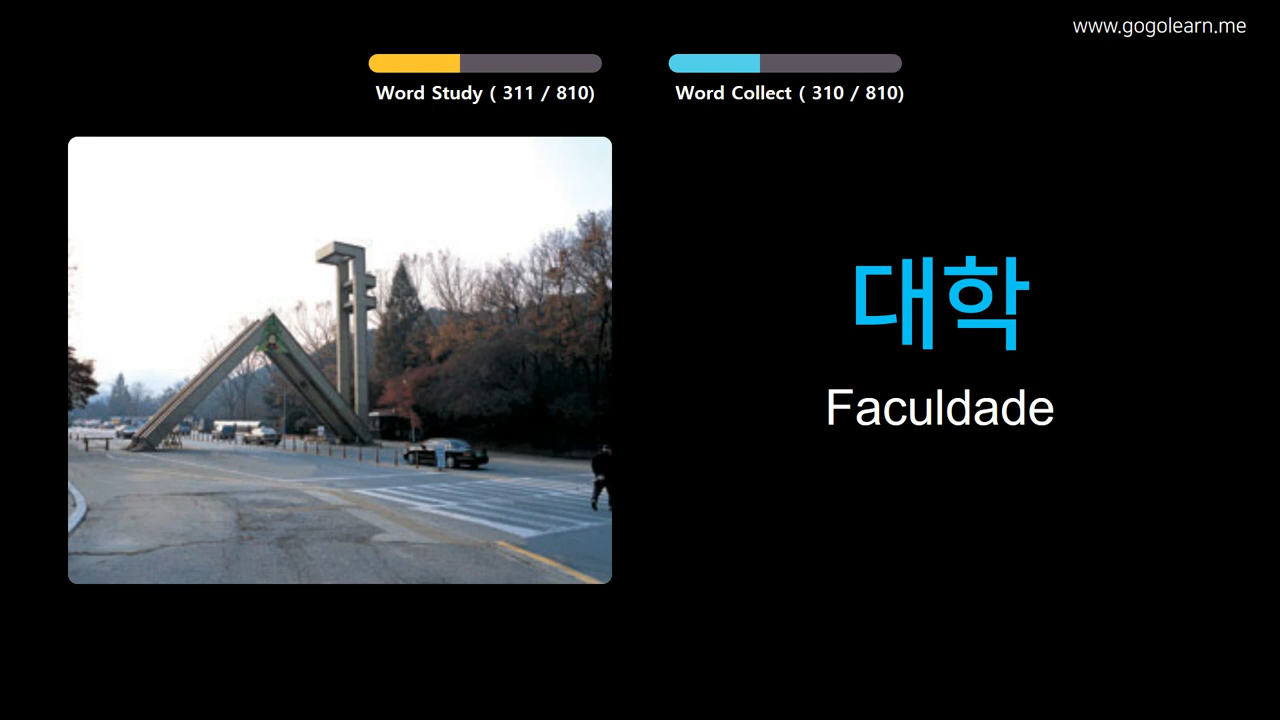 www.gogolearn.me
Word Study ( 311 / 810)
Word Collect ( 310 / 810)
대학
Faculdade